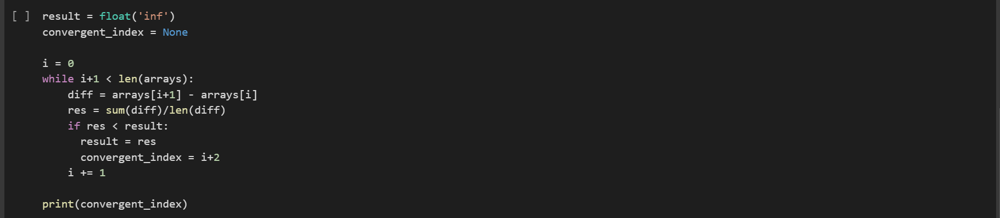 [ ] result = float('inf')
convergent_index = None
i = 0
while i+1 < len(arrays):
diff = arrays[i+1] - arrays[i]
res = sum(diff)/len(diff)
if res < result:
result = res
convergent_index = i+2
i += 1
print(convergent_index)